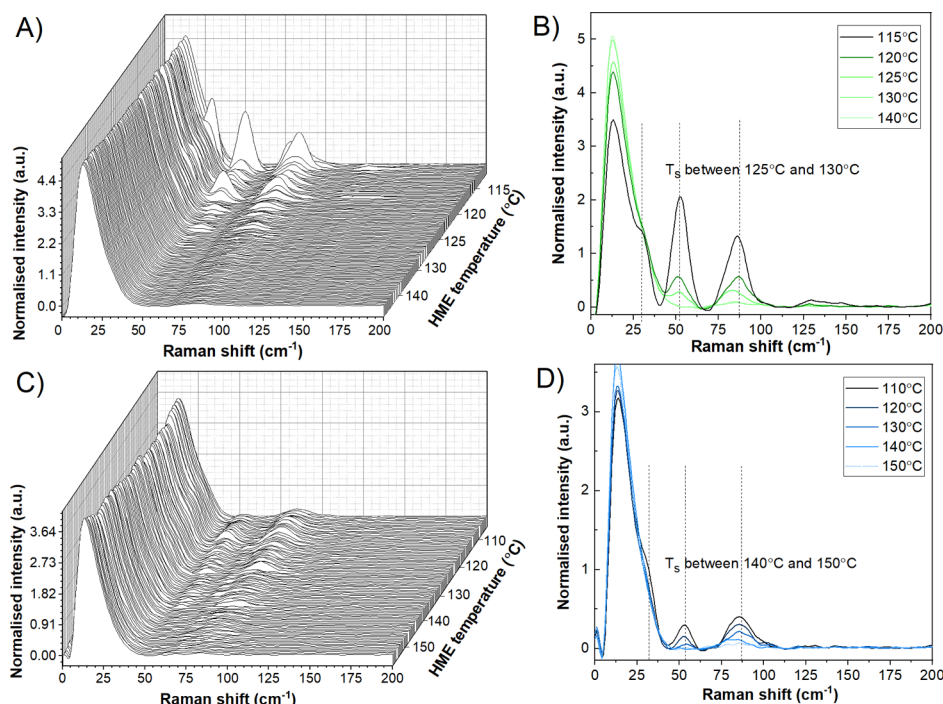 A)
Normalised intensity (a.u.)
4.4
3.3
2.2
1.1
0.0
0 25 50 75 100 125 150 175 200
Raman shift (cm-1)
115
120
125
130
140
HME temperature (°C)
B)
Normalised intensity (a.u.)
5
4
3
2
1
0
115°C
120°C
125°C
130°C
140°C
Ts between 125°C and 130°C
0 25 50 75 100 125 150 175 200
Raman shift (cm-1)
C)
Normalised intensity (a.u.)
3.64
2.73
1.82
0.91
0.00
0 25 50 75 100 125 150 175 200
Raman shift (cm-1)
110
120
130
140
150
HME temperature (°C)
D)
Normalised intensity (a.u.)
3
2
1
0
110°C
120°C
130°C
140°C
150°C
Ts between 140°C and 150°C
0 25 50 75 100 125 150 175 200
Raman shift (cm-1)